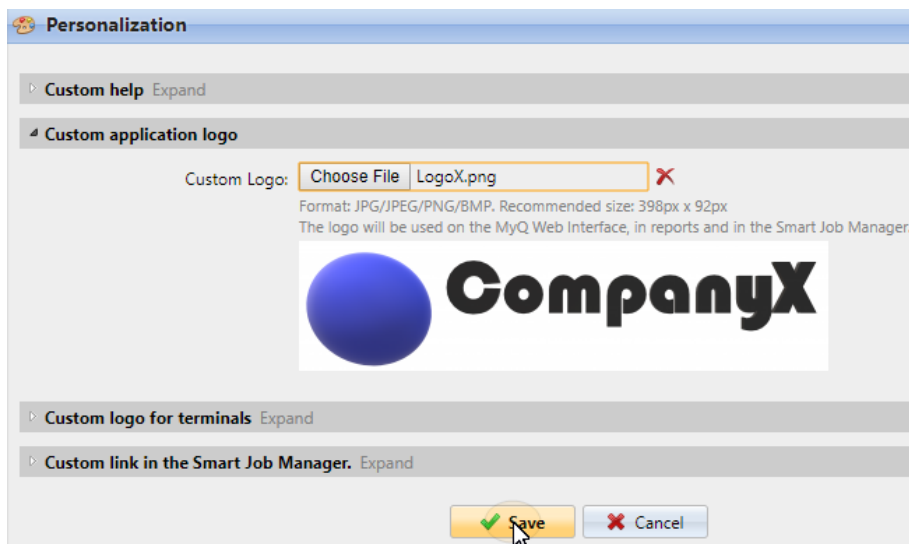 Personalization
Custom help Expand
Custom application logo
Custom Logo: Choose File LogoX.png
Format: JPG/JPEG/PNG/BMP. Recommended size: 398px x 92px
The logo will be used on the MyQ Web Interface, in reports and in the Smart Job Manager.
CompanyX
Custom logo for terminals Expand
Custom link in the Smart Job Manager. Expand
Save Cancel